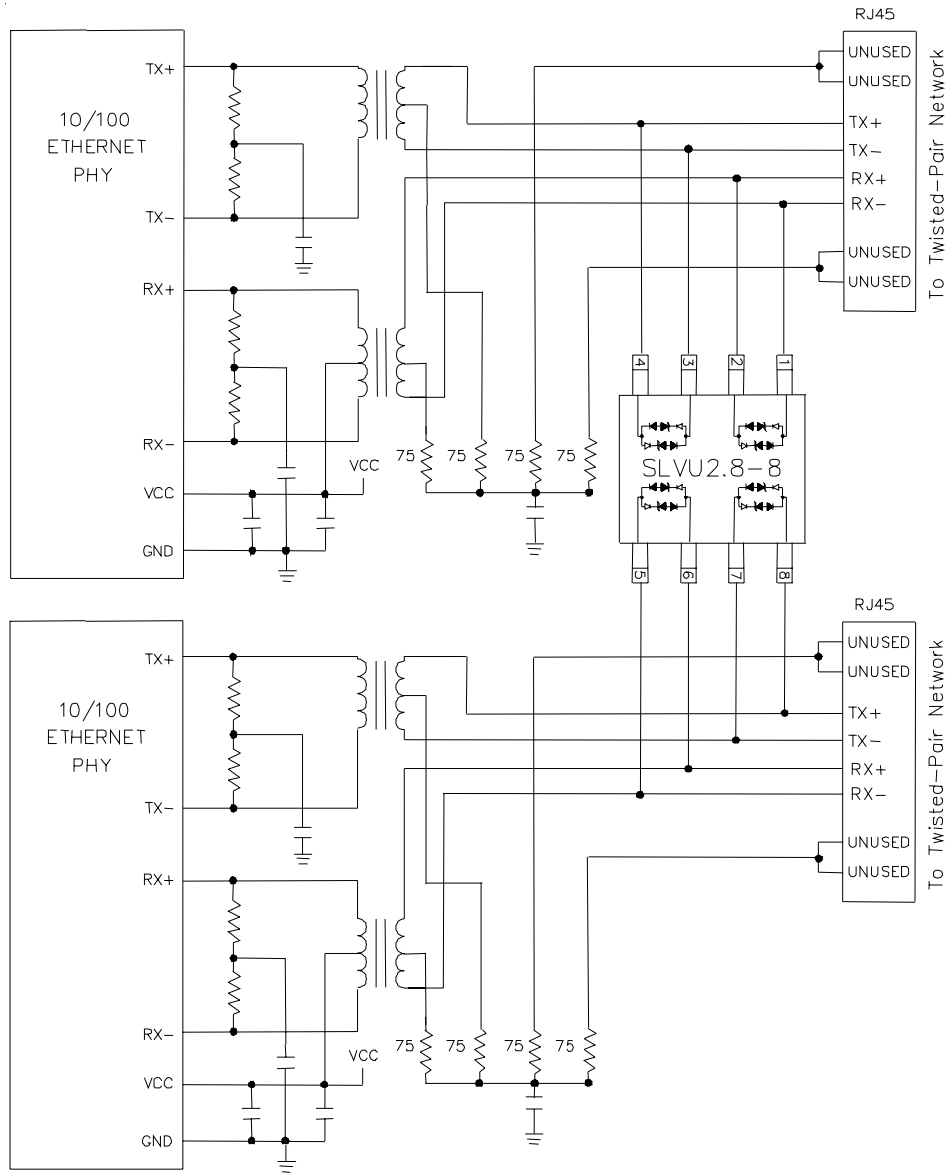 RJ45
UNUSED
UNUSED
TX+
TX-
RX+
RX-
UNUSED
UNUSED
To Twisted-Pair Network
10/100
ETHERNET
PHY
TX+
TX-
RX+
RX-
VCC
GND
VCC
75
75
75
75
4
3
2
1
SLVU2.8-8
5
6
7
8
RJ45
UNUSED
UNUSED
TX+
TX-
RX+
RX-
UNUSED
UNUSED
To Twisted-Pair Network
10/100
ETHERNET
PHY
TX+
TX-
RX+
RX-
VCC
GND
VCC
75
75
75
75